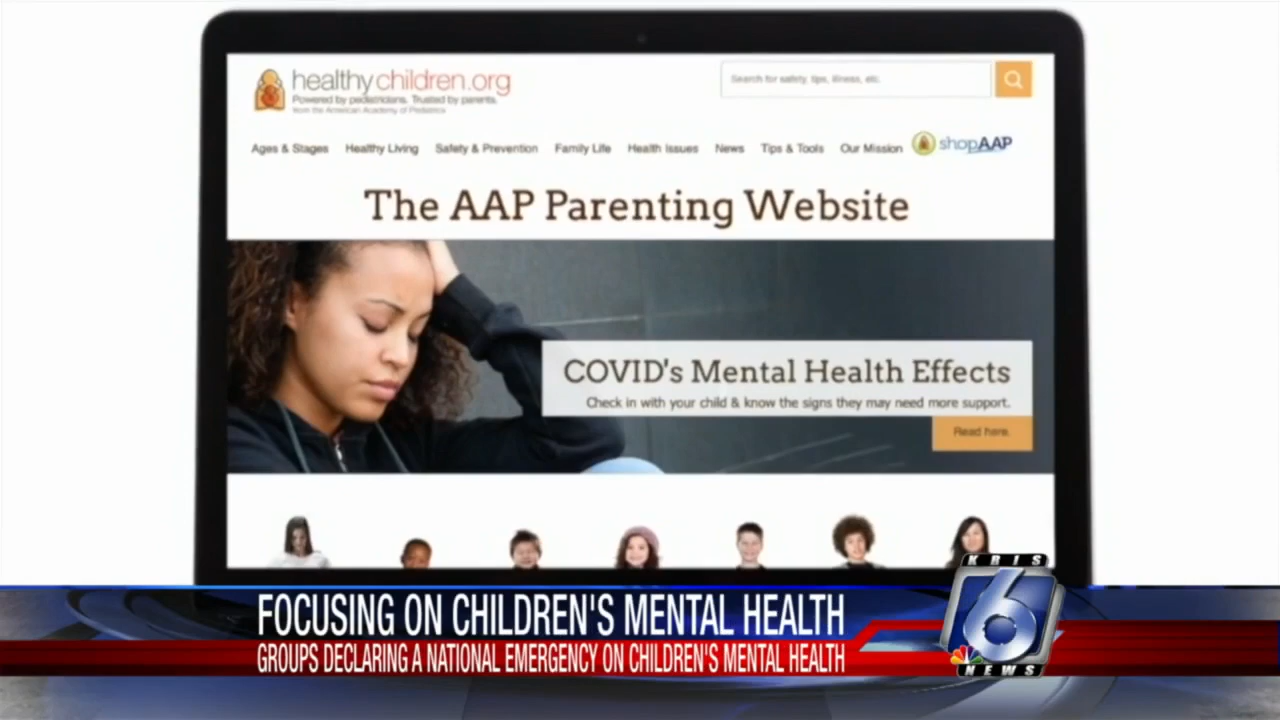 healthychildren.org
Powered by pediatricians. Trusted by parents.
from the American Academy of Pediatrics
Search for safety, tips, illness, etc.
Ages & Stages Healthy Living Safety & Prevention Family Life Health Issues News Tips & Tools Our Mission shopAAP
The AAP Parenting Website
COVID's Mental Health Effects
Check in with your child & know the signs they may need more support.
Read here.
KRIS
6
NEWS
FOCUSING ON CHILDREN'S MENTAL HEALTH
GROUPS DECLARING A NATIONAL EMERGENCY ON CHILDREN'S MENTAL HEALTH